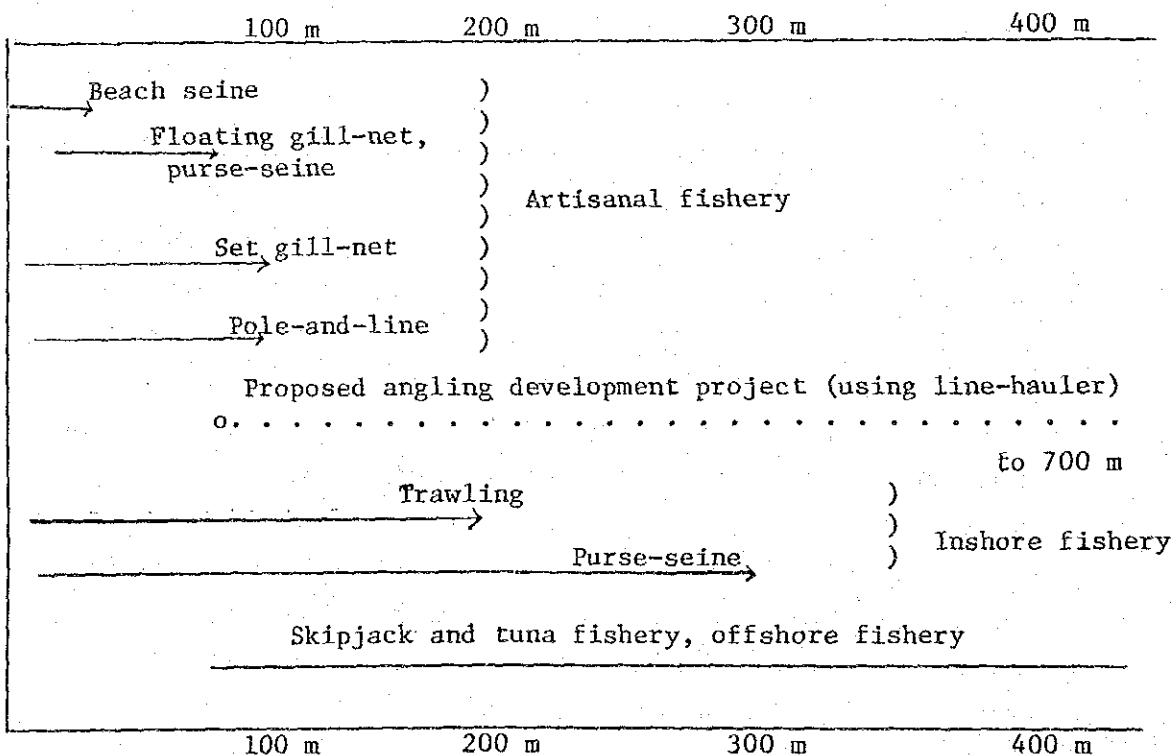 100 m 200 m 300 m 400 m
Beach seine
Floating gill-net,
purse-seine
Artisanal fishery
Set gill-net
Pole-and-line
Proposed angling development project (using line-hauler)
to 700 m
Trawling
Inshore fishery
Purse-seine
Skipjack and tuna fishery, offshore fishery
100 m 200 m 300 m 400 m